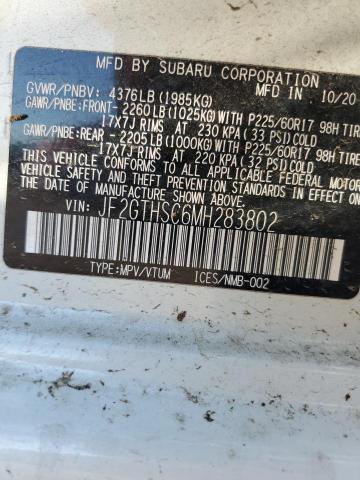 MFD BY SUBARU CORPORATION MFD IN 10/20
GVWR/PNBV: 4376LB (1985KG)
GAWR/PNBE: FRONT- 2260LB (1025KG) WITH P225/60R17 98H TIRE
17X7J RIMS AT 230 KPA (33 PSI) COLD
GAWR/PNBE: REAR - 2205LB (1000KG) WITH P225/60R17 98H TIRE
-17X7J RIMS AT 220 KPA (32 PSI) COLD
THIS VEHICLE CONFORMS TO ALL APPLICABLE FEDERAL MOTOR
VEHICLE SAFETY, BUMPER, AND THEFT PREVENTION STANDARDS
IN EFFECT ON THE DATE OF MANUFACTURE SHOWN ABOVE.
VIN: JF2GTHSC6MH283802
TYPE: MPV/VTUM ICES/NMB-002